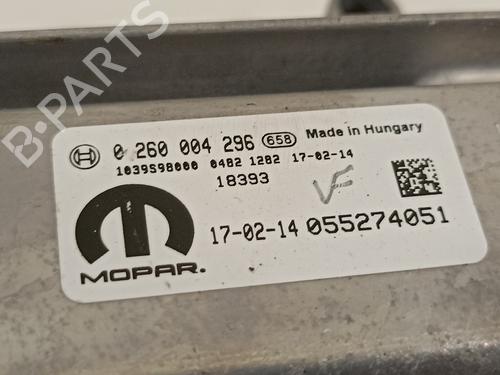 B-Parts
0 260 004 296 658 Made in Hungary
1039S98000 0482 1282 17-02-14
18393
VF
17-02-14 055274051
MOPAR.